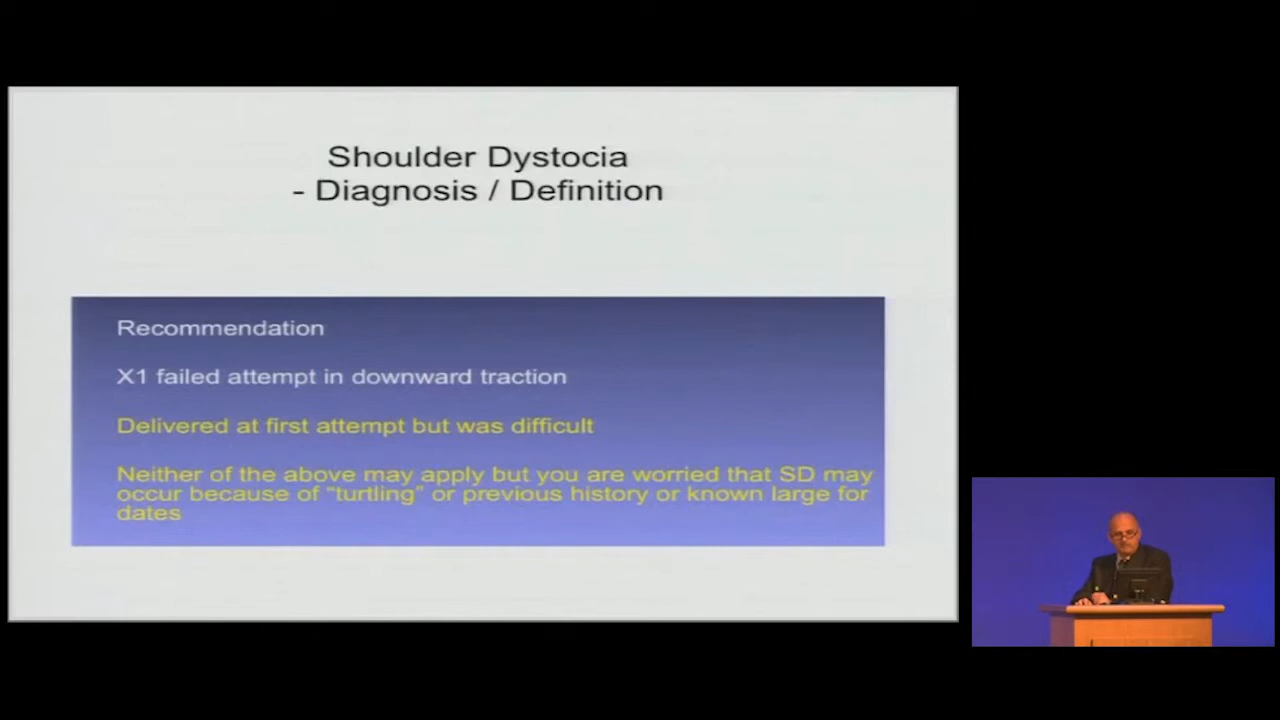 Shoulder Dystocia
- Diagnosis / Definition
Recommendation
X1 failed attempt in downward traction
Delivered at first attempt but was difficult
Neither of the above may apply but you are worried that SD may
occur because of “turtling” or previous history or known large for
dates